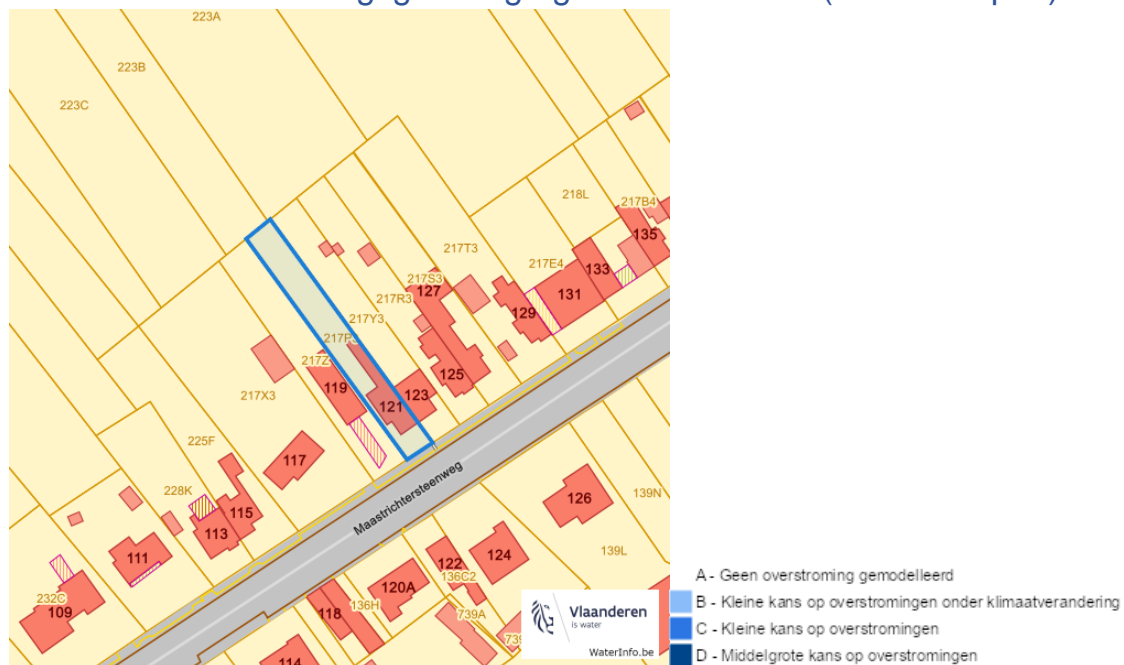 223A
223B
223C
218L
217B4
135
217T3
217E4
133
217S3
127
131
217R3
129
217Y3
217P
217Z
119
125
123
217X3
121
225F
117
Maastrichtersteenweg
139N
228K
126
115
113
139L
111
124
122
136C2
120A
232C
109
118
136H
739A
114
Vlaanderen
is water
WaterInfo.be
A - Geen overstroming gemodelleerd
B - Kleine kans op overstromingen onder klimaatverandering
C - Kleine kans op overstromingen
D - Middelgrote kans op overstromingen